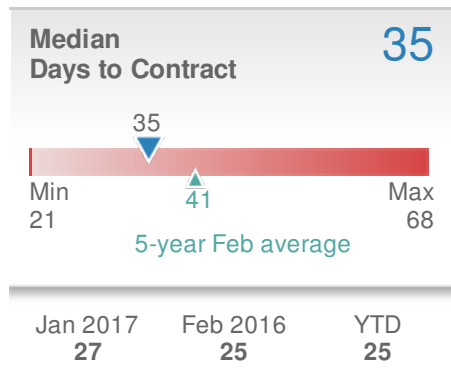 Median
Days to Contract
35
35
Min
21
41
Max
68
5-year Feb average
Jan 2017
27
Feb 2016
25
YTD
25